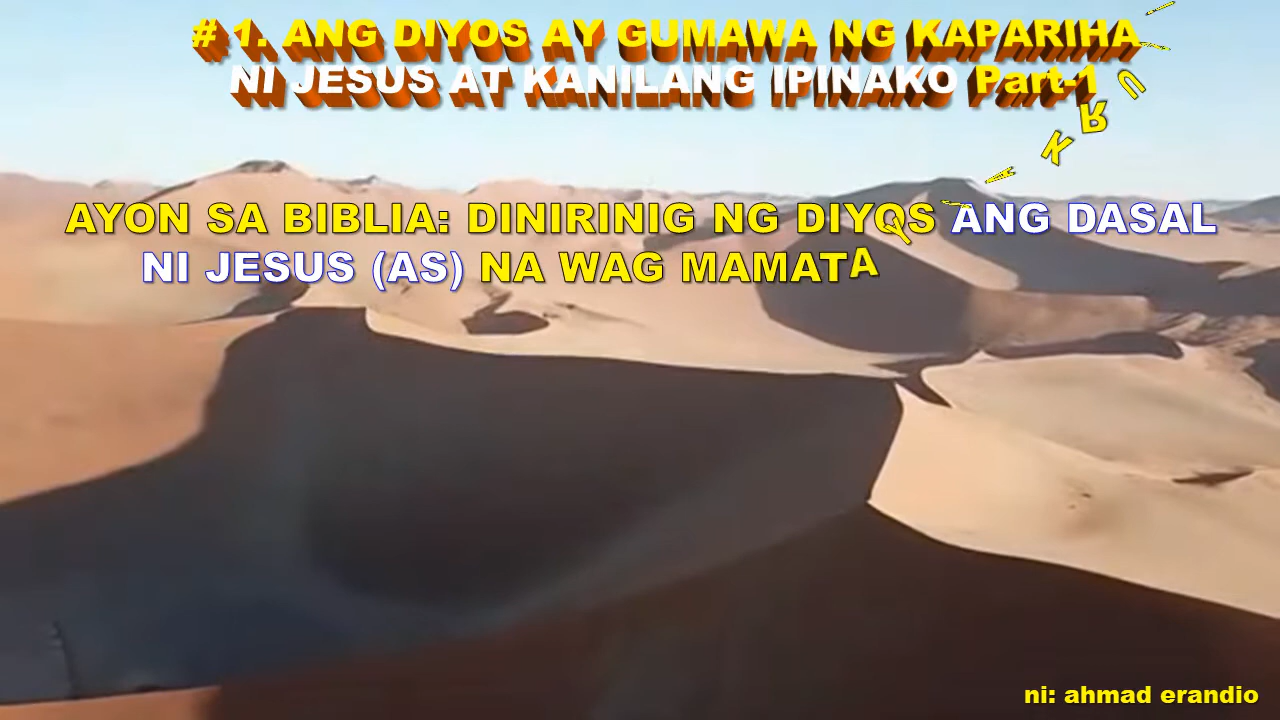 # 1. ANG DIYOS AY GUMAWA NG KAPARIHA
NI JESUS AT KANILANG IPINAKO Part-1
AYON SA BIBLIA: DINIRINIG NG DIYOS ANG DASAL
NI JESUS (AS) NA WAG MAMATA
K R U
ni: ahmad erandio